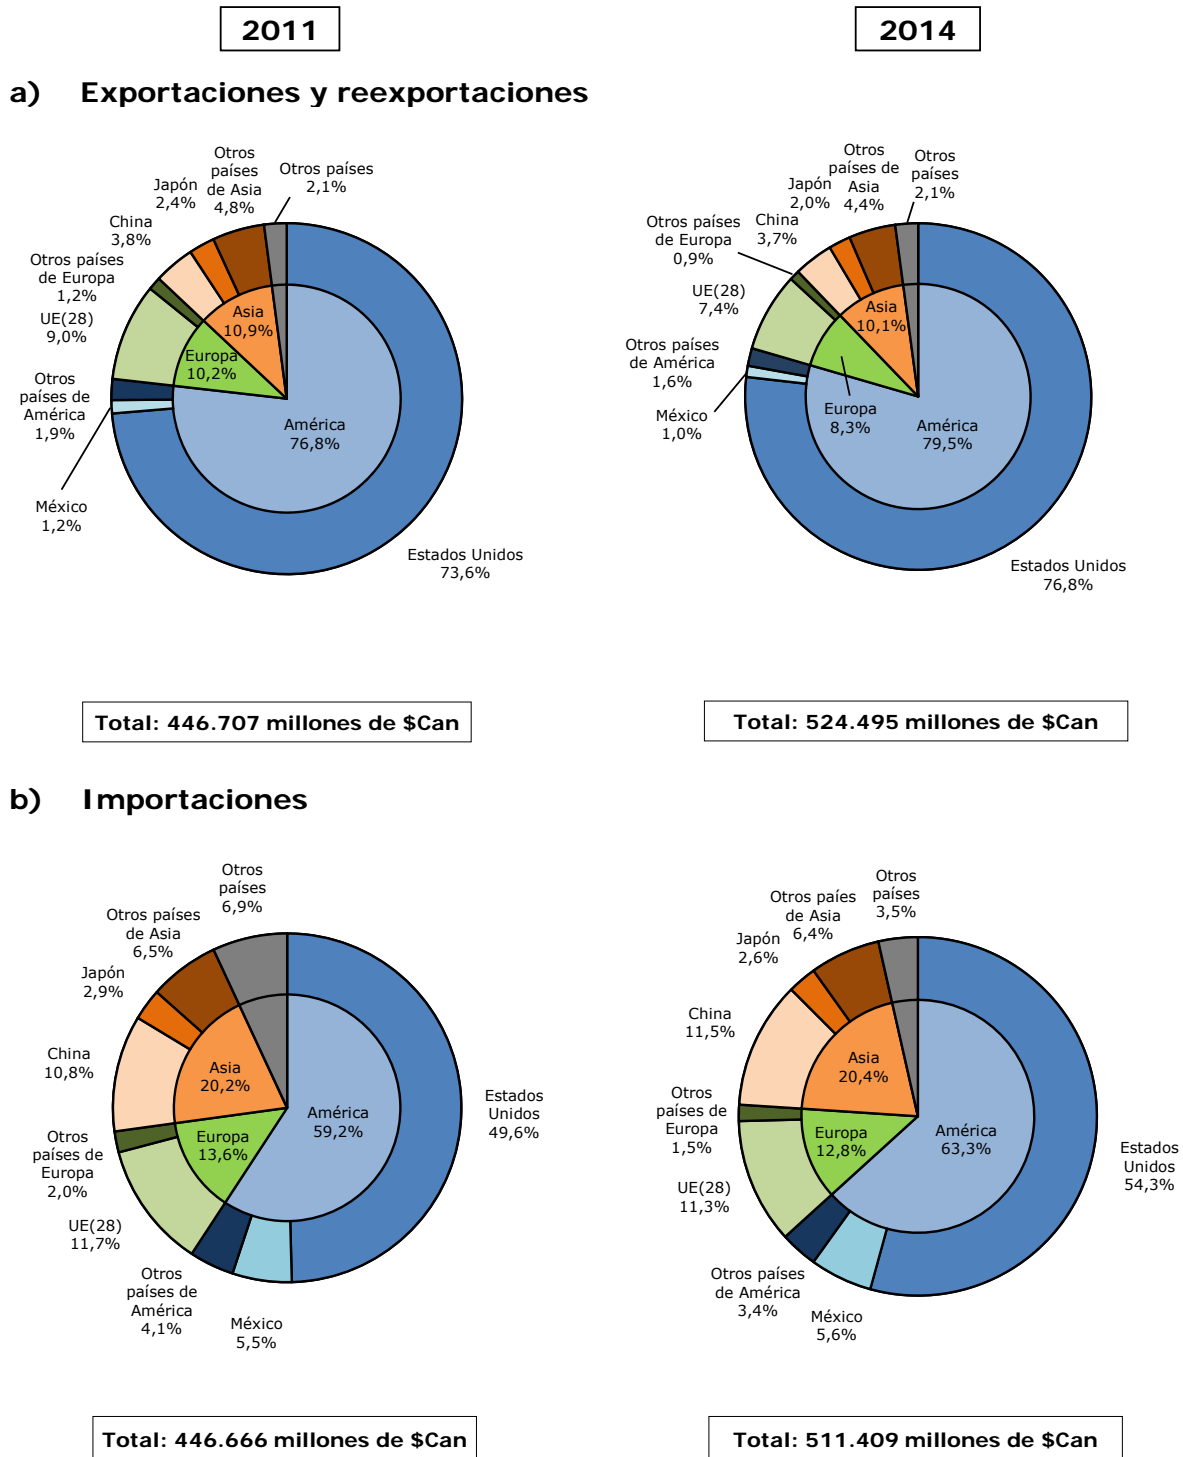 2011
2014
a) Exportaciones y reexportaciones
Otros
países
de Asia
4,8%
Otros países
2,1%
Japón
2,4%
China
3,8%
Otros países
de Europa
1,2%
UE(28)
9,0%
Otros
países de
América
1,9%
México
1,2%
Asia
10,9%
Europa
10,2%
América
76,8%
Estados Unidos
73,6%
Otros
países de
Asia
4,4%
Otros
países
2,1%
Japón
2,0%
China
3,7%
Otros países
de Europa
0,9%
UE(28)
7,4%
Otros países
de América
1,6%
México
1,0%
Asia
10,1%
Europa
8,3%
América
79,5%
Estados Unidos
76,8%
Total: 446.707 millones de $Can
Total: 524.495 millones de $Can
b) Importaciones
Otros
países
6,9%
Otros países
de Asia
6,5%
Japón
2,9%
China
10,8%
Otros
países de
Europa
2,0%
UE(28)
11,7%
Otros
países de
América
4,1%
México
5,5%
Asia
20,2%
Europa
13,6%
América
59,2%
Estados
Unidos
49,6%
Otros
países
3,5%
Otros paíes
de Asia
6,4%
Japón
2,6%
China
11,5%
Otros
países de
Europa
1,5%
UE(28)
11,3%
Otros países
de América
3,4%
México
5,6%
Asia
20,4%
Europa
12,8%
América
63,3%
Estados
Unidos
54,3%
Total: 446.666 millones de $Can
Total: 511.409 millones de $Can